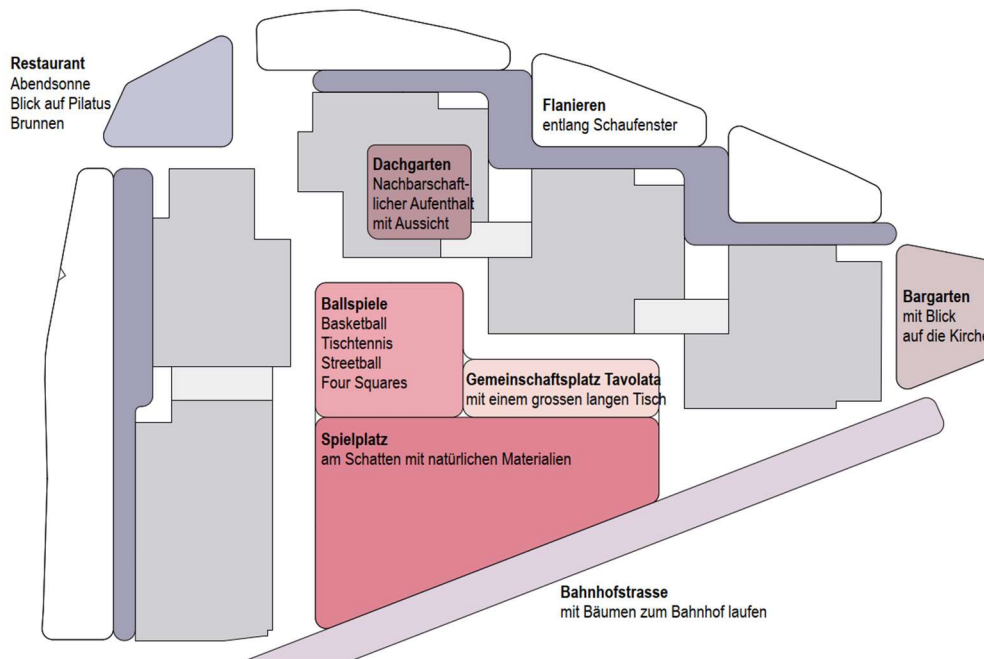 Restaurant
Abendsonne
Blick auf Pilatus
Brunnen
Flanieren
entlang Schaufenster
Dachgarten
Nachbarschaft-
licher Aufenthalt
mit Aussicht
Bargarten
mit Blick
auf die Kirche
Ballspiele
Basketball
Tischtennis
Streetball
Four Squares
Gemeinschaftsplatz Tavolata
mit einem grossen langen Tisch
Spielplatz
am Schatten mit natürlichen Materialien
Bahnhofstrasse
mit Bäumen zum Bahnhof laufen